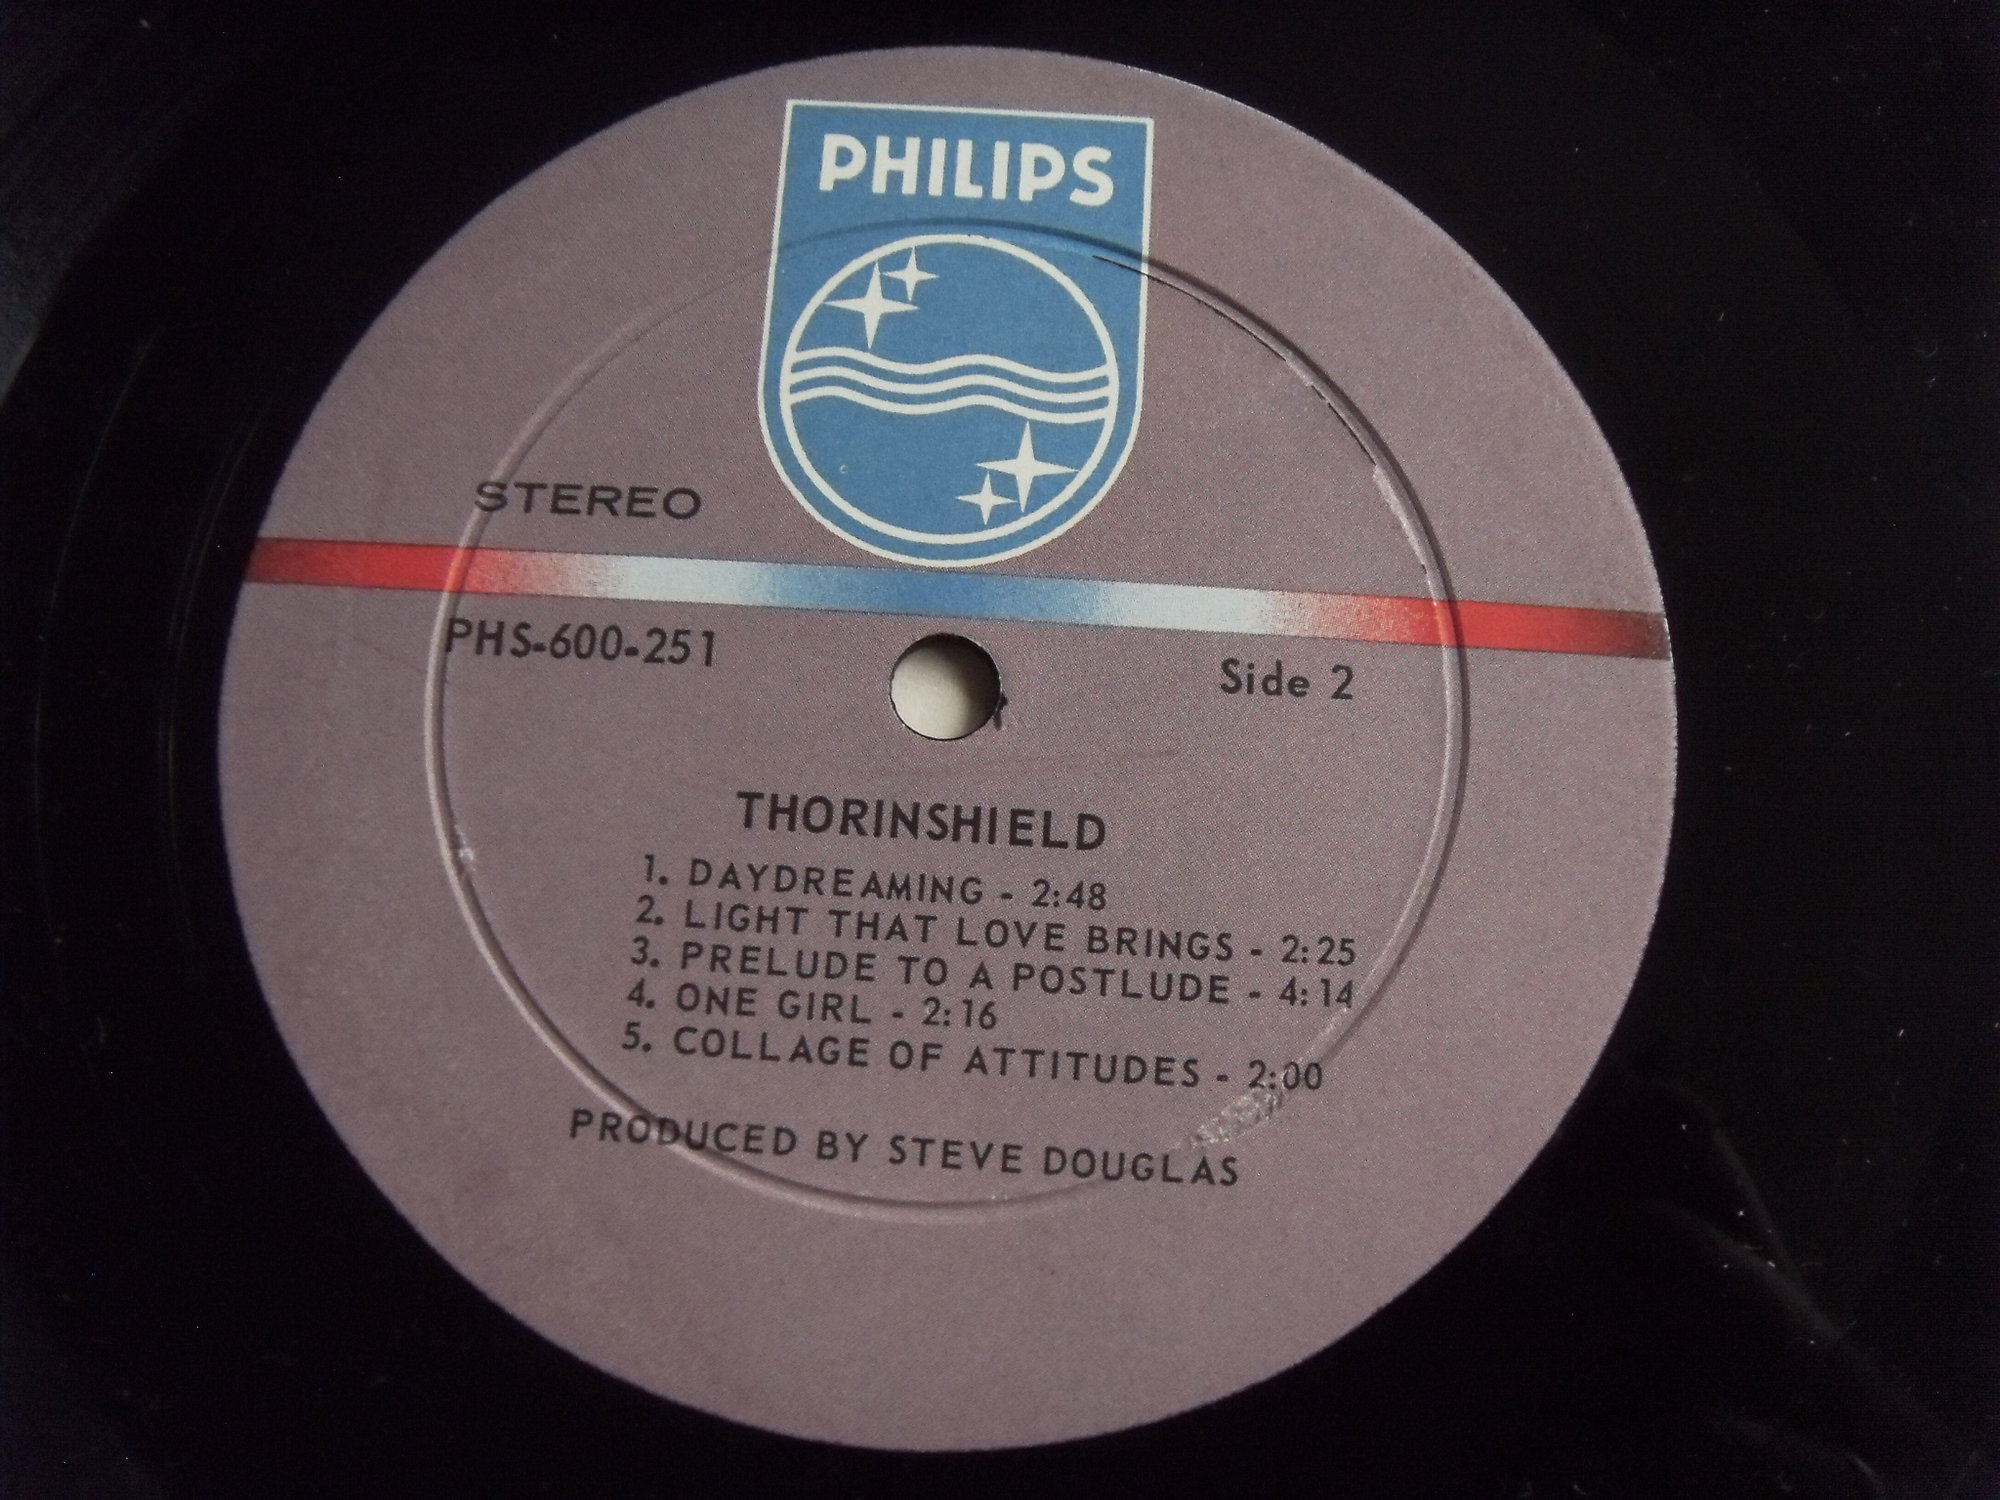 PHILIPS
STEREO
PHS-600-251
Side 2
THORINSHIELD
1. DAYDREAMING - 2:48
2. LIGHT THAT LOVE BRINGS - 2:25
3. PRELUDE TO A POSTLUDE - 4:14
4. ONE GIRL - 2:16
5. COLLAGE OF ATTITUDES - 2:00
PRODUCED BY STEVE DOUGLAS